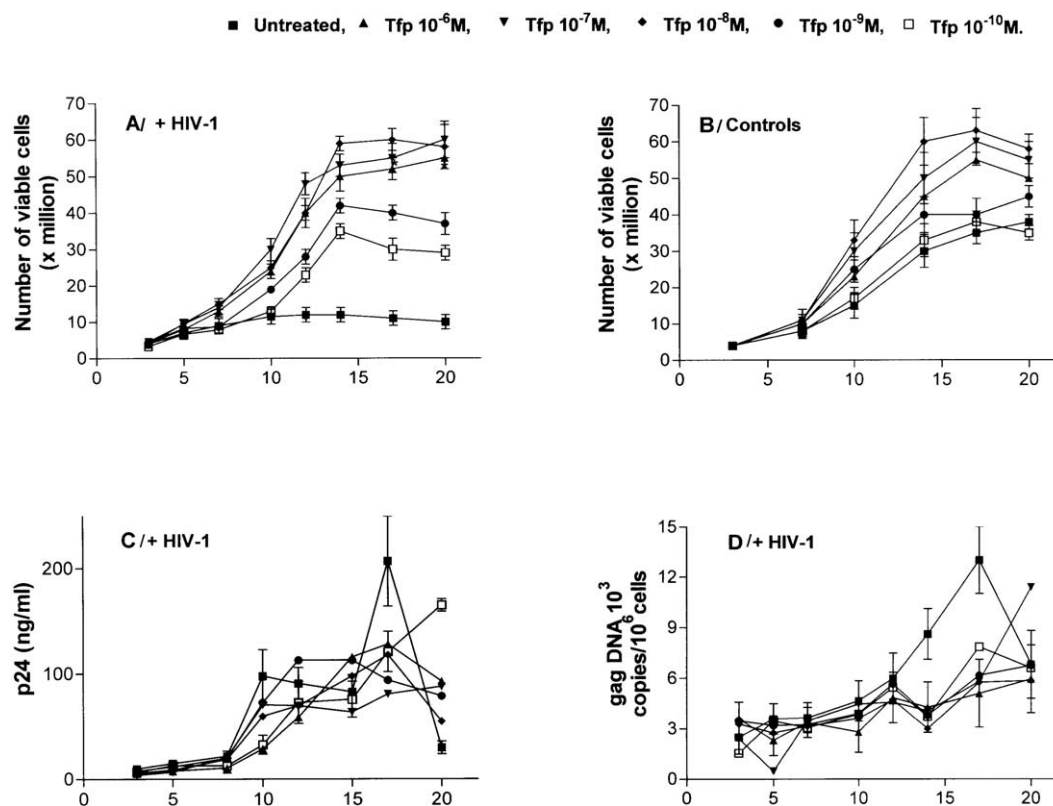 ■ Untreated, ▲ Tfp 10⁻⁶M, ▼ Tfp 10⁻⁷M, ◆ Tfp 10⁻⁸M, ● Tfp 10⁻⁹M, □ Tfp 10⁻¹⁰M.
A/ + HIV-1
Number of viable cells
(x million)
70
60
50
40
30
20
10
0
0 5 10 15 20
B/ Controls
Number of viable cells
(x million)
70
60
50
40
30
20
10
0
0 5 10 15 20
C/+ HIV-1
p24 (ng/ml)
200
100
0
0 5 10 15 20
D/+ HIV-1
gag DNA 10³
copies/10⁶ cells
15
12
9
6
3
0
0 5 10 15 20